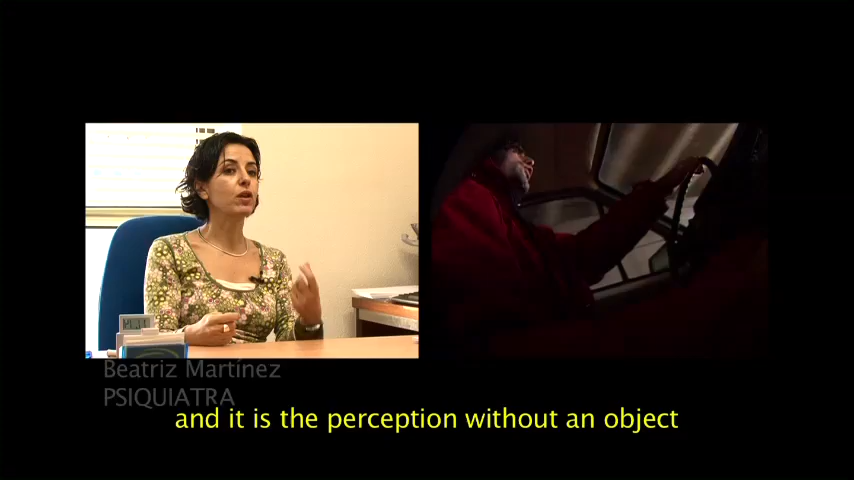 Beatriz Martínez
PSIQUIATRA
and it is the perception without an object